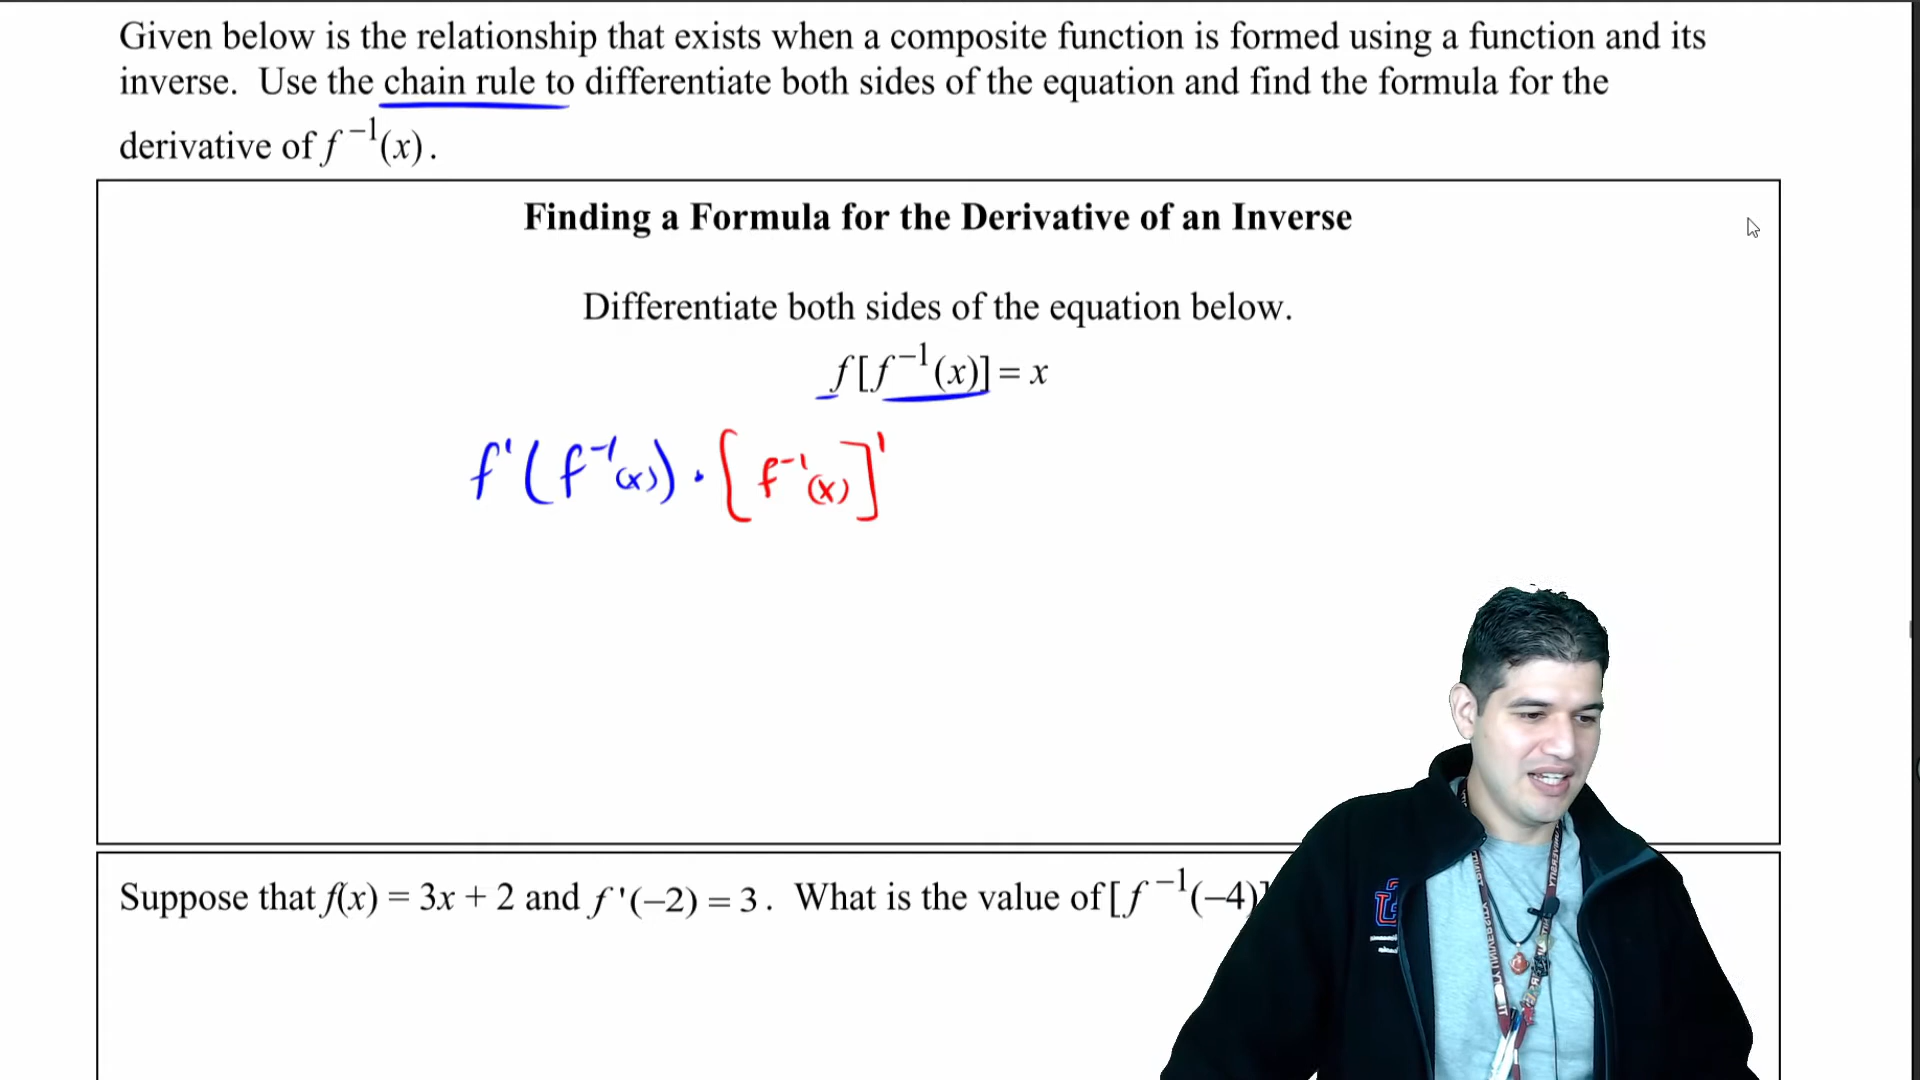 Given below is the relationship that exists when a composite function is formed using a function and its
inverse. Use the chain rule to differentiate both sides of the equation and find the formula for the
derivative of f⁻¹(x).
Finding a Formula for the Derivative of an Inverse
Differentiate both sides of the equation below.
f[f⁻¹(x)] = x
f'(f⁻¹(x)) · [f⁻¹(x)]'
Suppose that f(x) = 3x + 2 and f '(−2) = 3. What is the value of [f⁻¹(−4)]